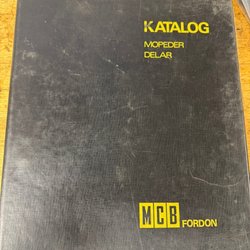 KATALOG
MOPEDER
DELAR
MCB FORDON